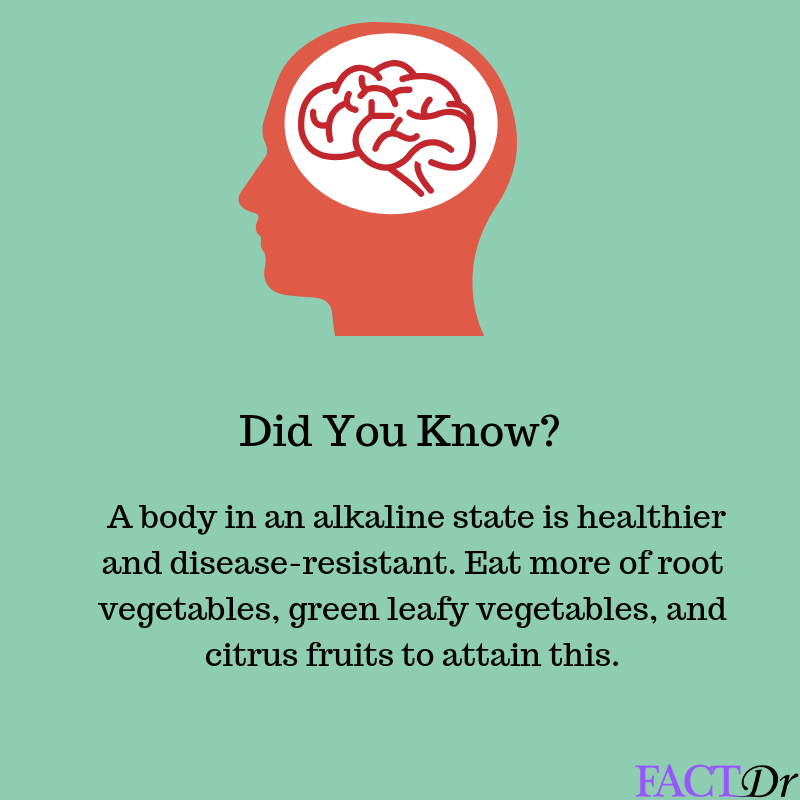 Did You Know?
A body in an alkaline state is healthier
and disease-resistant. Eat more of root
vegetables, green leafy vegetables, and
citrus fruits to attain this.
FACTDr